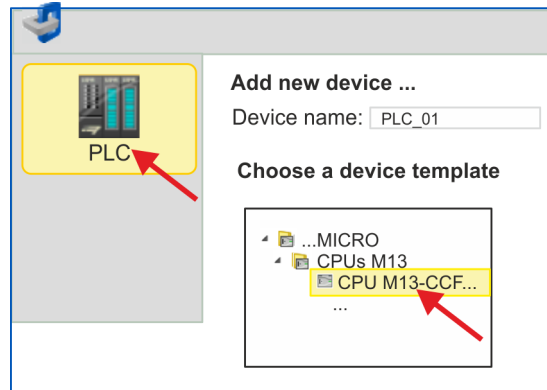 Add new device ...
Device name: PLC_01
PLC
Choose a device template
...MICRO
CPUs M13
CPU M13-CCF...
...